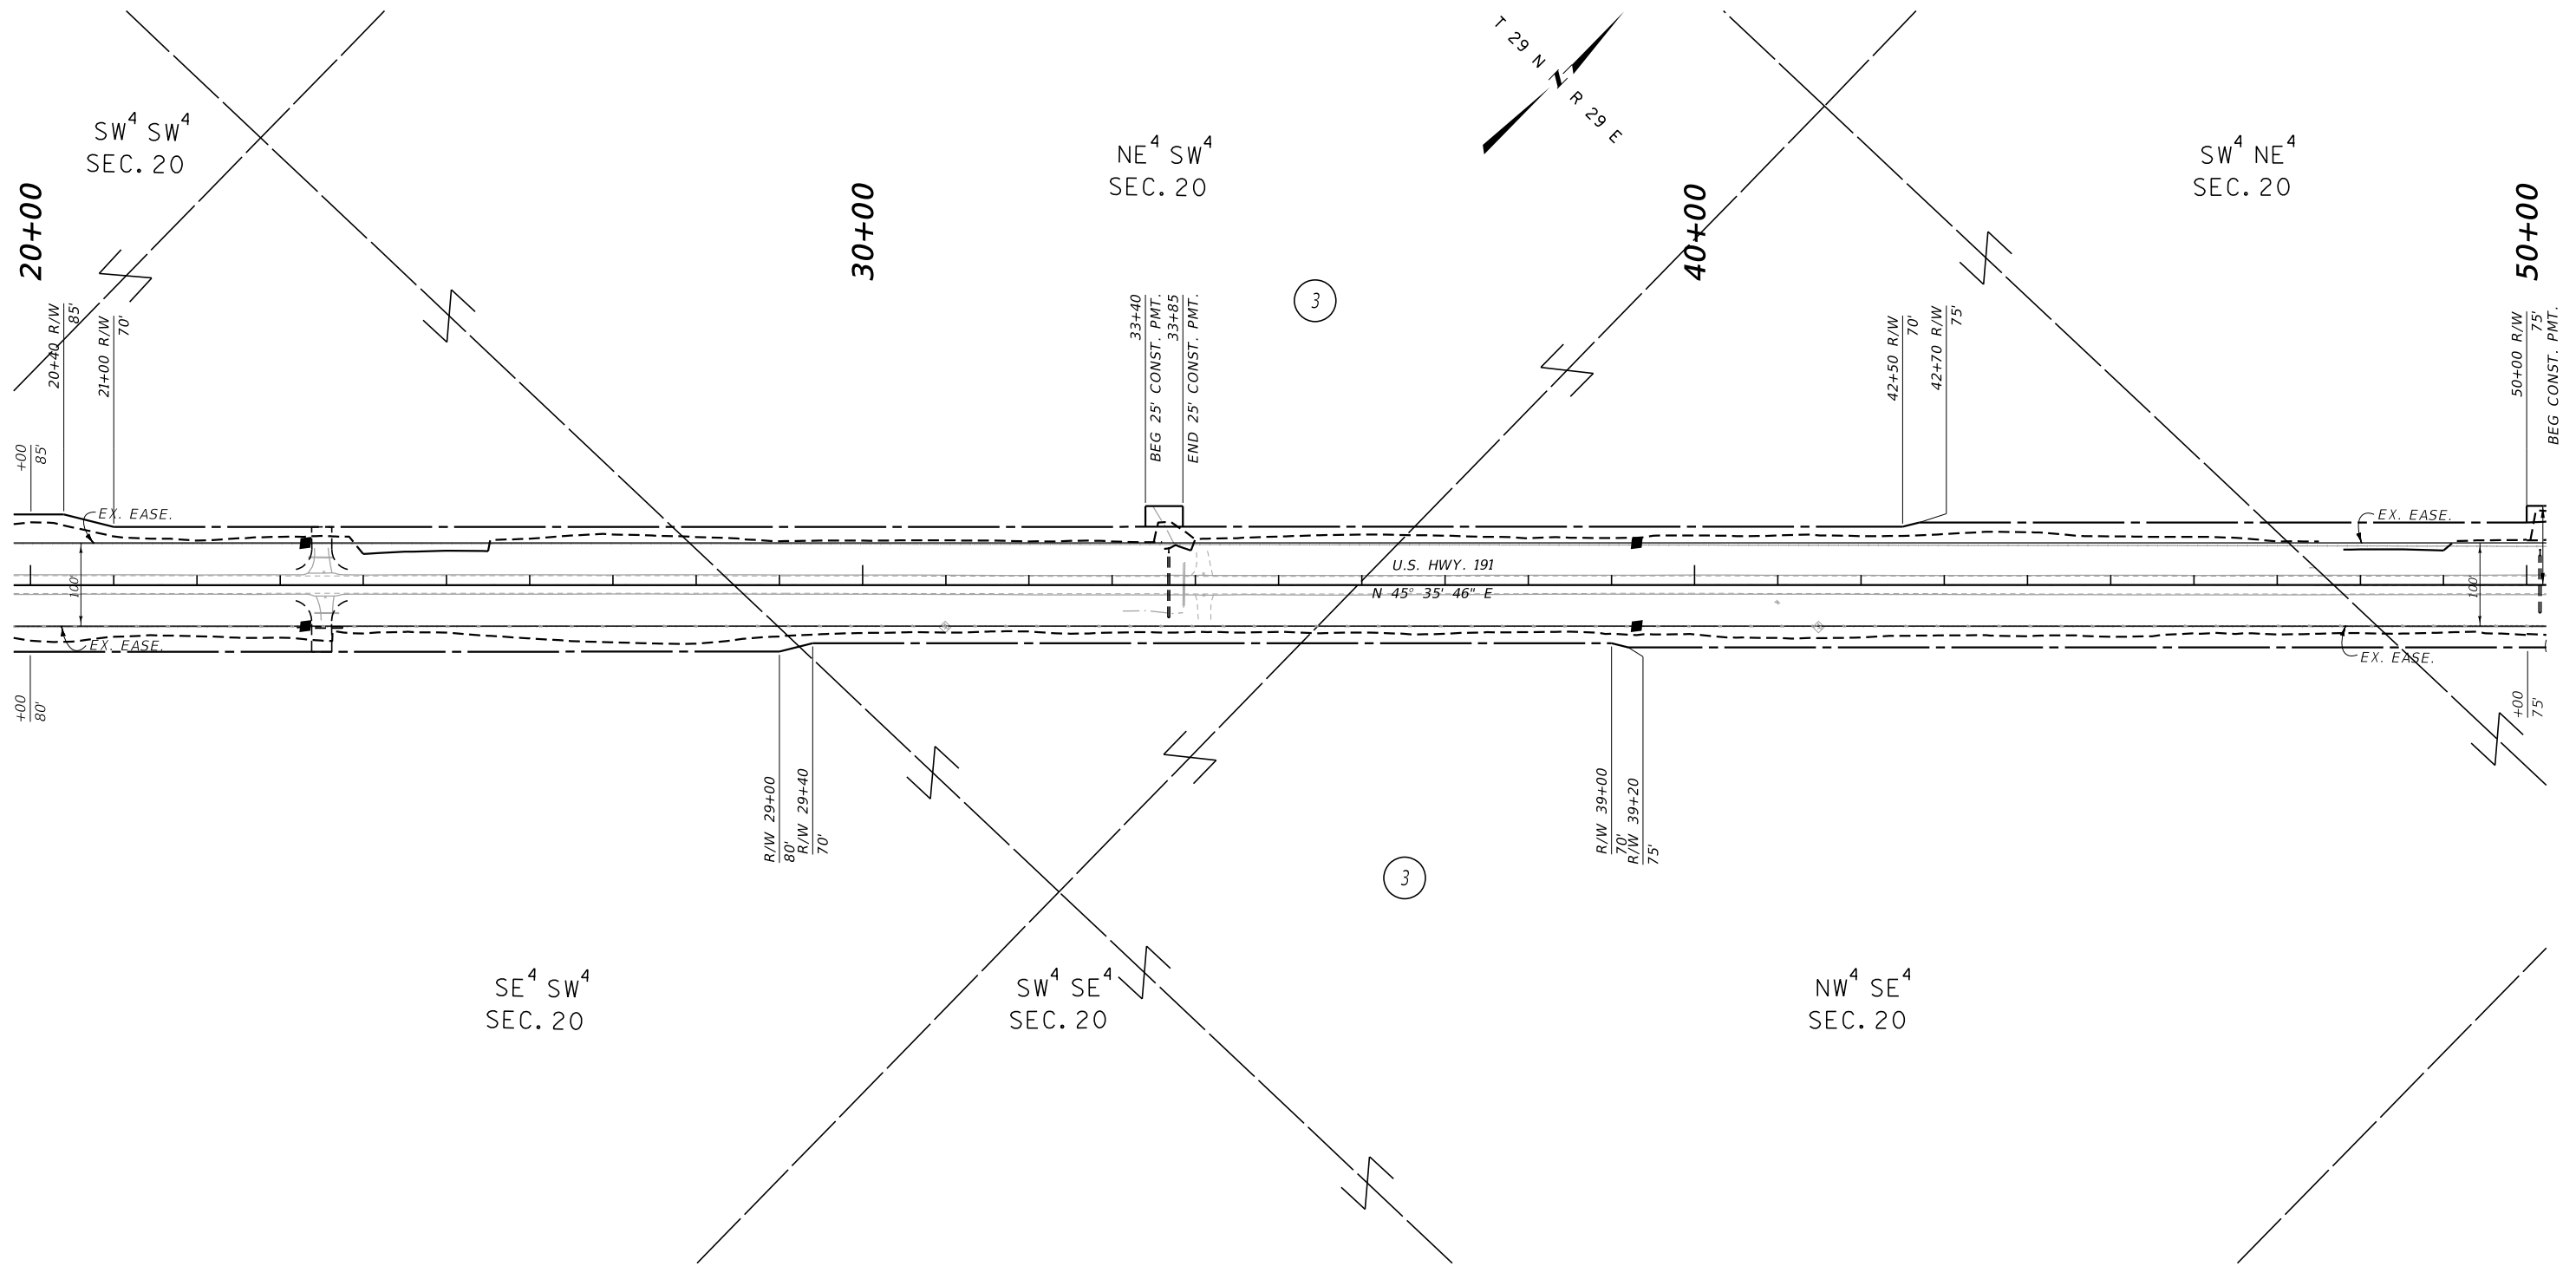 T 29 N
R 29 E
SW⁴ SW⁴
SEC. 20
NE⁴ SW⁴
SEC. 20
SW⁴ NE⁴
SEC. 20
20+00
30+00
40+00
50+00
20+40 R/W
85'
21+00 R/W
70'
33+40
BEG 25' CONST. PMT.
33+85
END 25' CONST. PMT.
3
42+50 R/W
70'
42+70 R/W
75'
50+00 R/W
75'
BEG CONST. PMT.
+00
85'
EX. EASE.
EX. EASE.
U.S. HWY. 191
N 45° 35' 46" E
100'
100'
EX. EASE.
EX. EASE.
+00
80'
+00
75'
R/W 29+00
80'
R/W 29+40
70'
R/W 39+00
70'
R/W 39+20
75'
3
SE⁴ SW⁴
SEC. 20
SW⁴ SE⁴
SEC. 20
NW⁴ SE⁴
SEC. 20